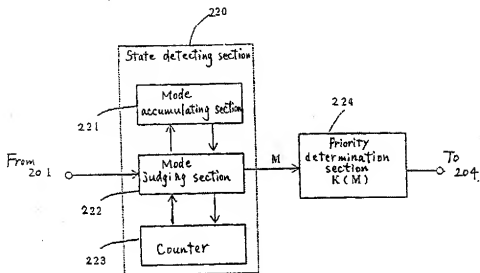 220
State detecting section
Mode
accumulating section
221
224
From
201
Mode
judging section
222
M
Priority
determination
section
K(M)
To
204
Counter
223